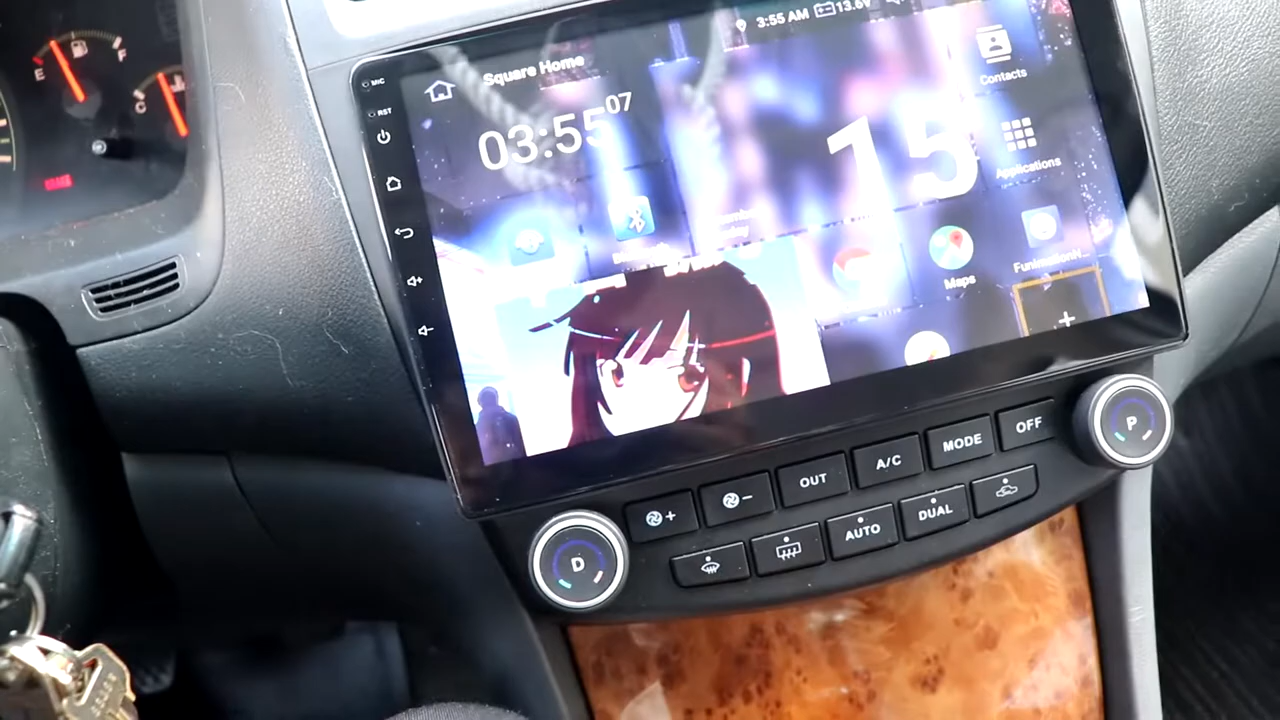 E
F
C
MIC
RST
3:55 AM
13.6V
Square Home
03:55 07
15
Contacts
Applications
Maps
FunimationN...
+
OFF
MODE
A/C
OUT
+
-
DUAL
AUTO
D
P